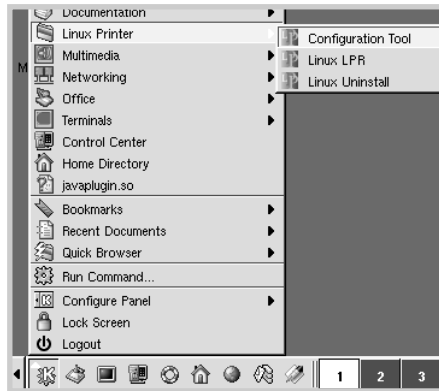 Documentation
Linux Printer
Configuration Tool
M
Multimedia
Linux LPR
Networking
Linux Uninstall
Office
Terminals
Control Center
Home Directory
javaplugin.so
Bookmarks
Recent Documents
Quick Browser
Run Command...
Configure Panel
Lock Screen
Logout
1 2 3